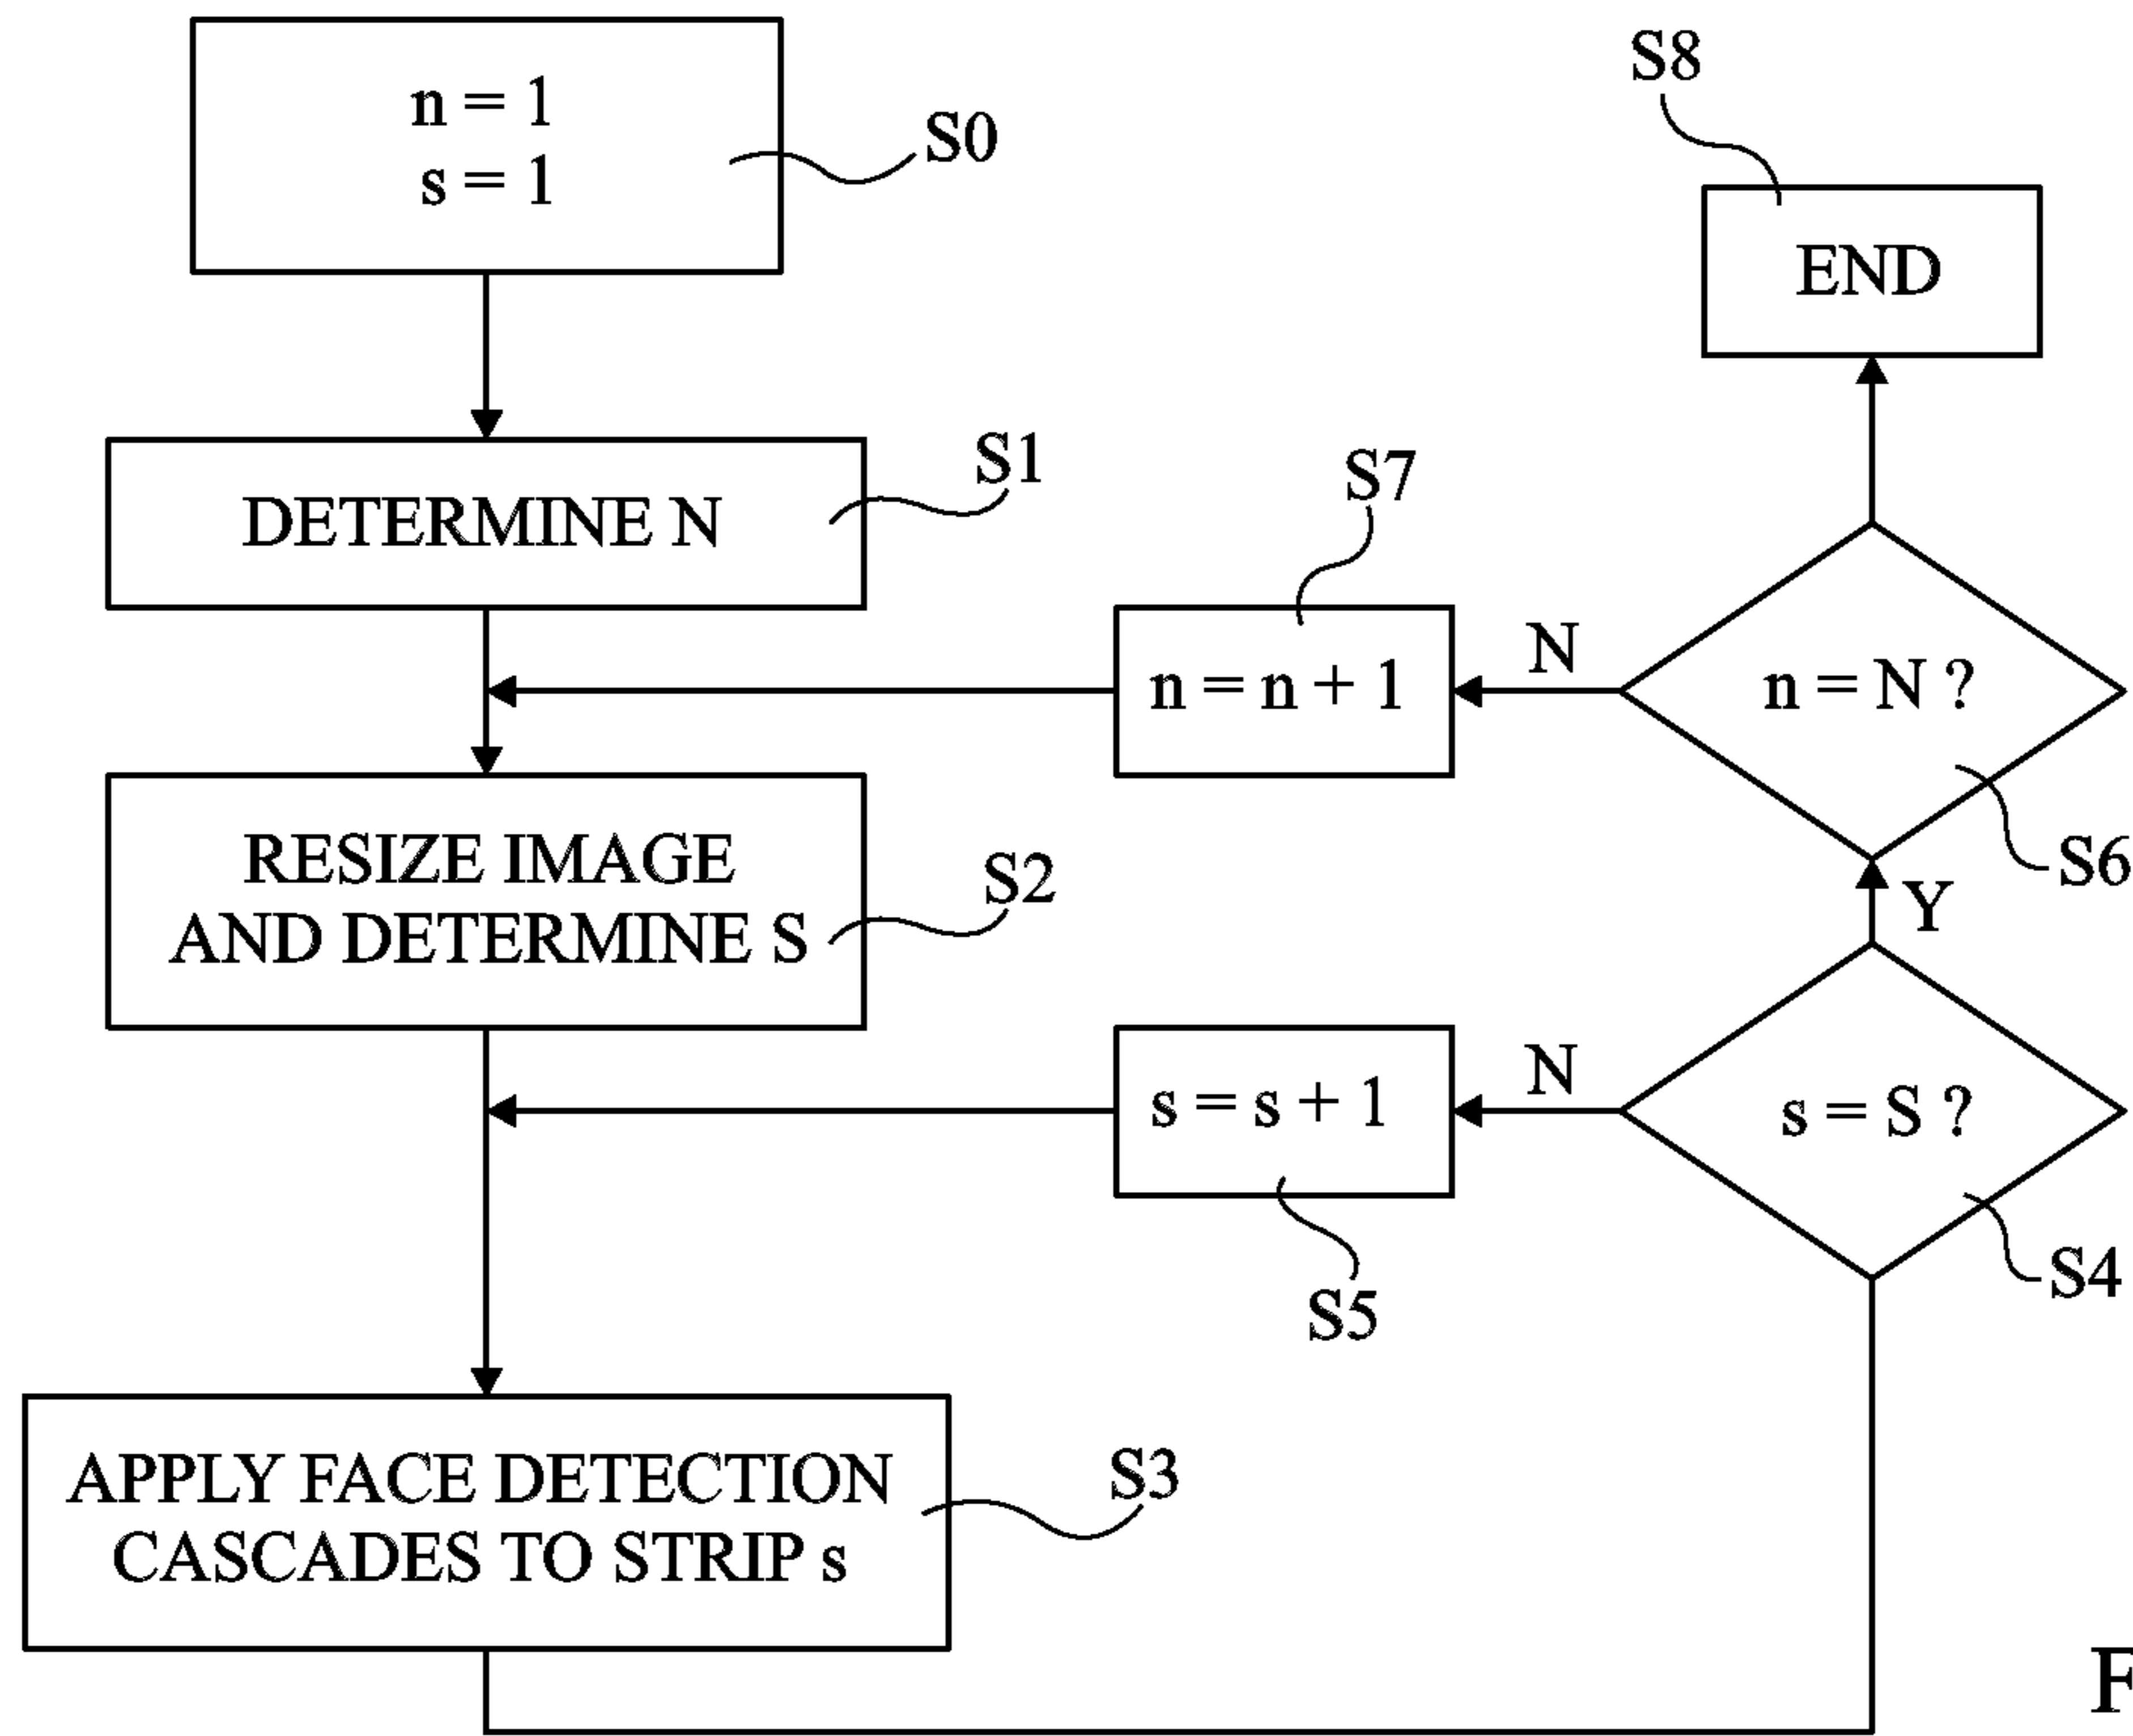 n = 1
s = 1
S0
DETERMINE N
S1
RESIZE IMAGE
AND DETERMINE S
S2
APPLY FACE DETECTION
CASCADES TO STRIP s
S3
s = S ?
S4
N
s = s + 1
S5
Y
n = N ?
S6
N
n = n + 1
S7
END
S8
F